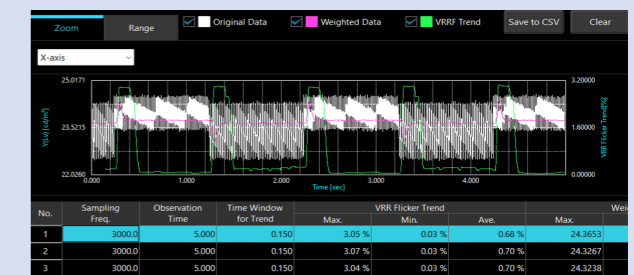 Zoom Range Original Data Weighted Data VRRF Trend Save to CSV Clear
X-axis
25.0171 3.20000
Y(Lv) [cd/m²] 23.5215 1.60000 VRR Flicker Trend[%]
22.0260 0.00000
0.000 1.000 2.000 3.000 4.000
Time [sec]
No. Sampling Freq. Observation Time Time Window for Trend VRR Flicker Trend Wei
Max. Min. Ave. Max.
1 3000.0 5.000 0.150 3.05 % 0.03 % 0.68 % 24.3653
2 3000.0 5.000 0.150 3.07 % 0.03 % 0.70 % 24.3267
3 3000.0 5.000 0.150 3.04 % 0.03 % 0.70 % 24.3238